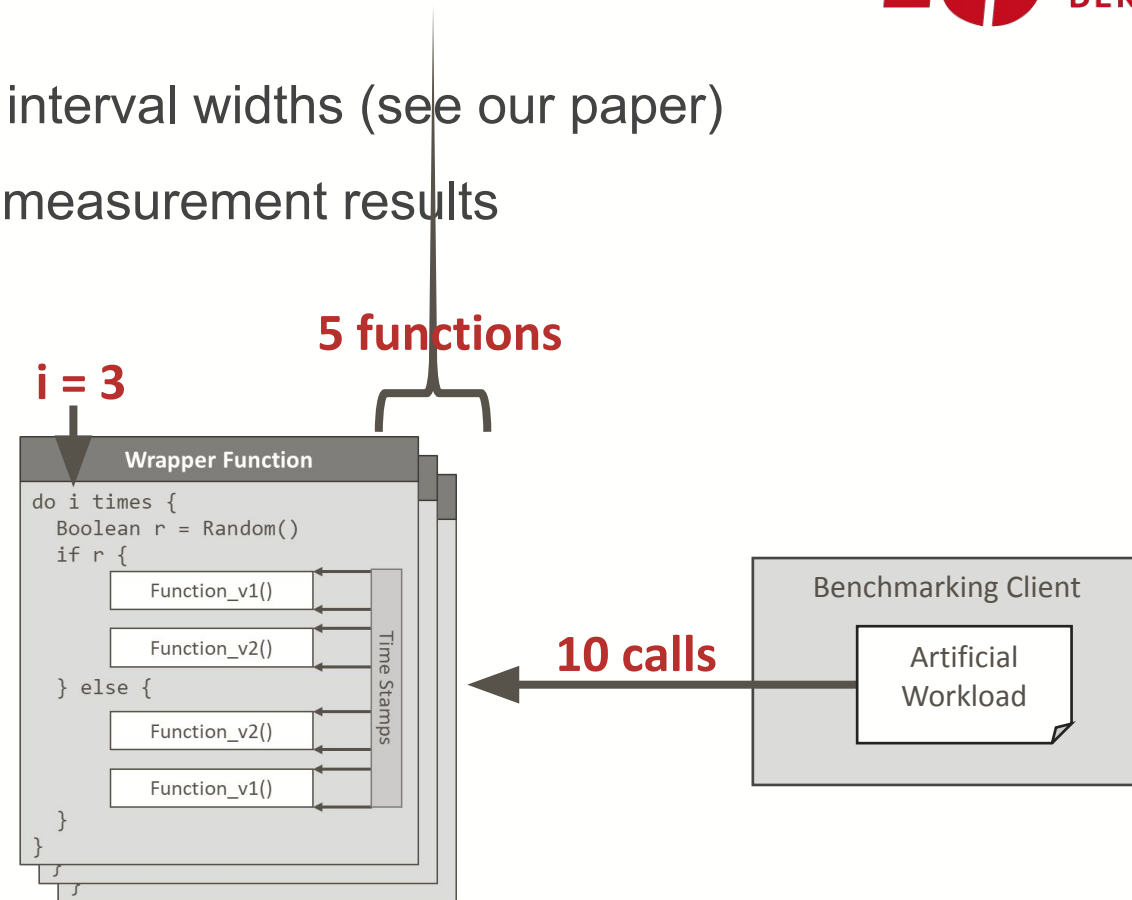 interval widths (see our paper)
measurement results
5 functions
i = 3
Wrapper Function
do i times {
Boolean r = Random()
if r {
Function_v1()
Function_v2()
} else {
Function_v2()
Function_v1()
}
}
}
}
Time Stamps
10 calls
Benchmarking Client
Artificial
Workload